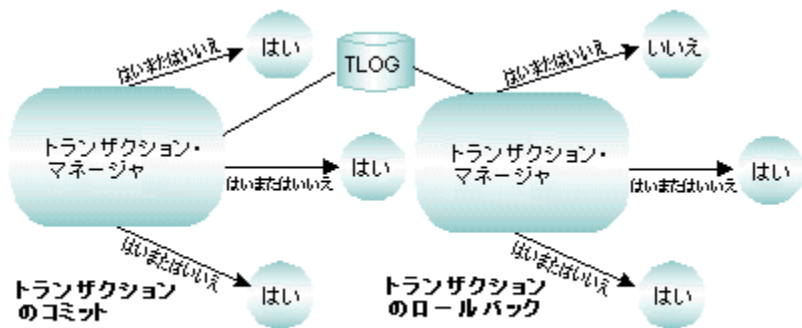 はいまたはいいえ
はい
TLOG
はいまたはいいえ
いいえ
トランザクション・
マネージャ
はいまたはいいえ
はい
トランザクション・
マネージャ
はいまたはいいえ
はい
はいまたはいいえ
はい
はいまたはいいえ
はい
トランザクション
のコミット
トランザクション
のロールバック